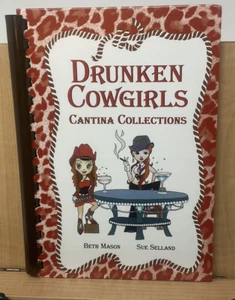 DRUNKEN
COWGIRLS
CANTINA COLLECTIONS
BETH MASON SUE SELLAND